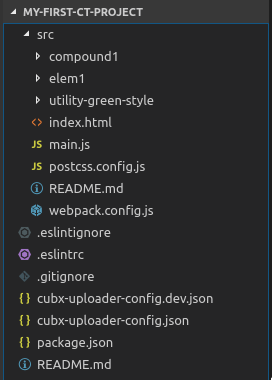 MY-FIRST-CT-PROJECT
src
compound1
elem1
utility-green-style
index.html
JS main.js
JS postcss.config.js
README.md
webpack.config.js
.eslintignore
.eslintrc
.gitignore
{ } cubx-uploader-config.dev.json
{ } cubx-uploader-config.json
{ } package.json
README.md